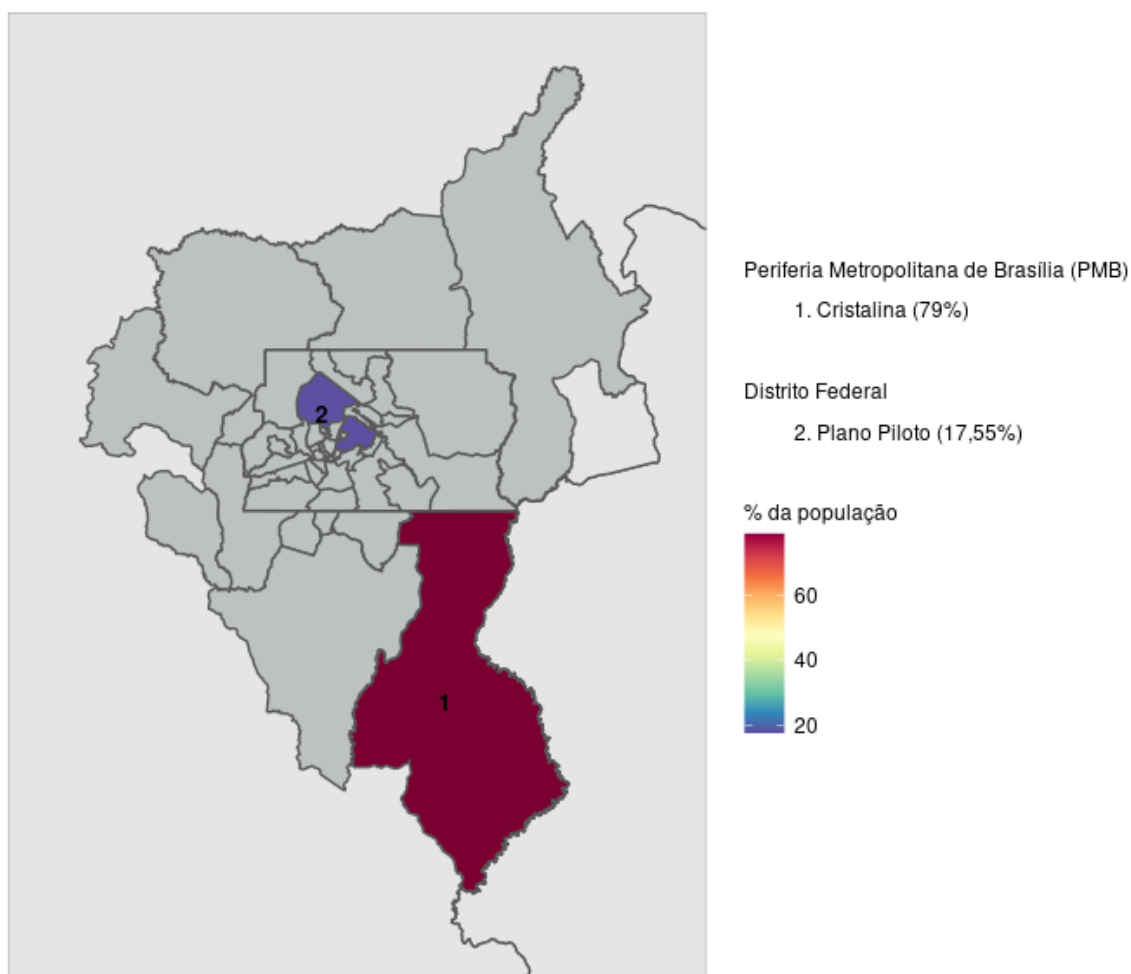 Periferia Metropolitana de Brasília (PMB)
1. Cristalina (79%)
Distrito Federal
2. Plano Piloto (17,55%)
% da população
60
40
20
2
1